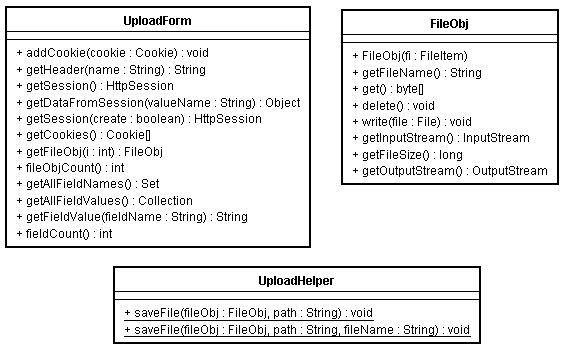 UploadForm
+ addCookie(cookie : Cookie) : void
+ getHeader(name : String) : String
+ getSession() : HttpSession
+ getDataFromSession(valueName : String) : Object
+ getSession(create : boolean) : HttpSession
+ getCookies() : Cookie[]
+ getFileObj(i : int) : FileObj
+ fileObjCount() : int
+ getAllFieldNames() : Set
+ getAllFieldValues() : Collection
+ getFieldValue(fieldName : String) : String
+ fieldCount() : int
FileObj
+ FileObj(fi : FileItem)
+ getFileName() : String
+ get() : byte[]
+ delete() : void
+ write(file : File) : void
+ getInputStream() : InputStream
+ getFileSize() : long
+ getOutputStream() : OutputStream
UploadHelper
+ saveFile(fileObj : FileObj, path : String) : void
+ saveFile(fileObj : FileObj, path : String, fileName : String) : void